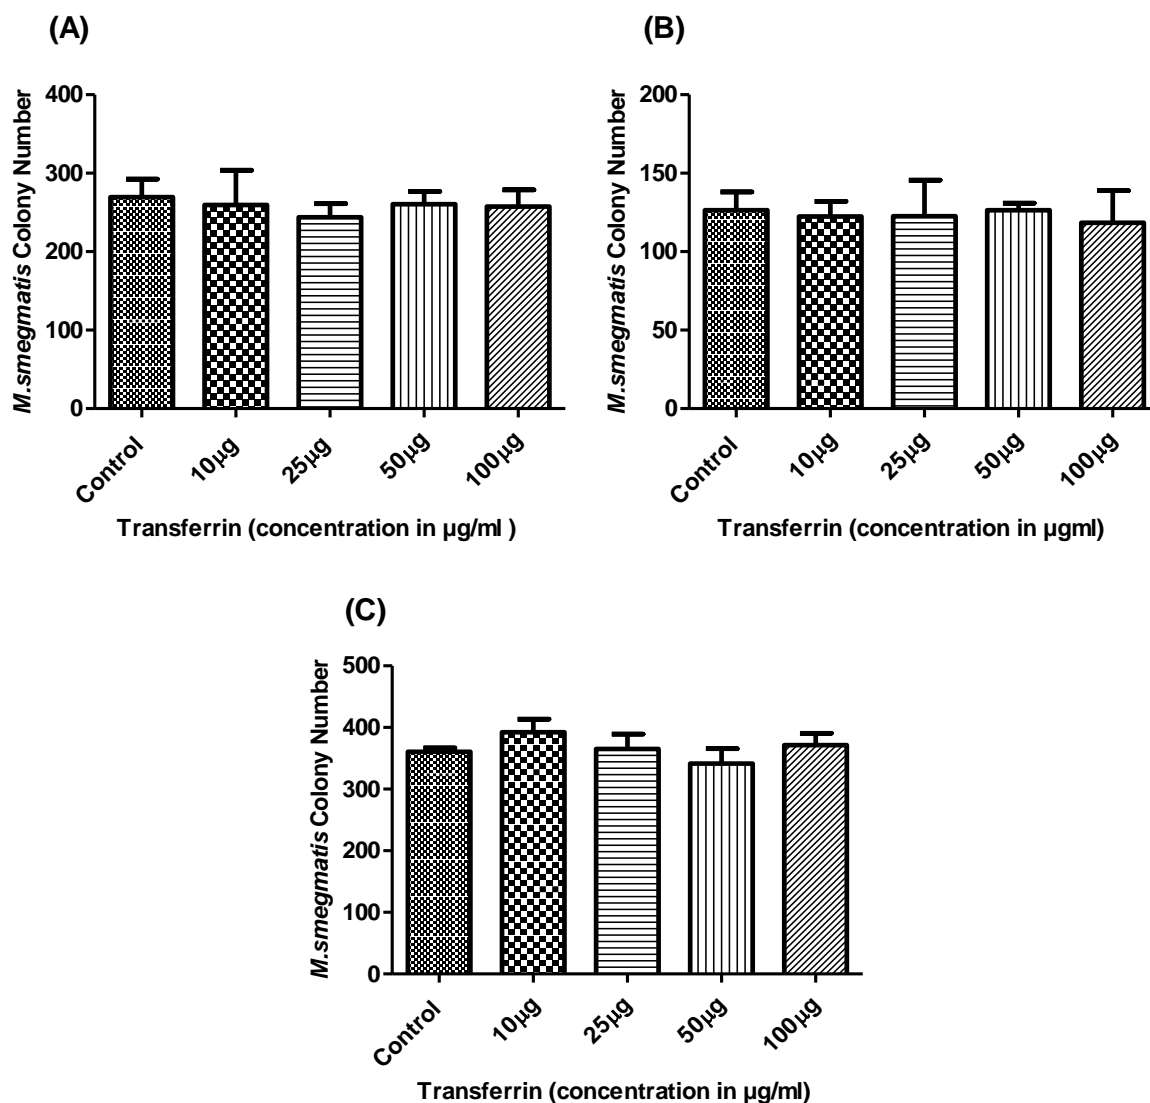 (A)
M.smegmatis Colony Number
400
300
200
100
0
Control
10µg
25µg
50µg
100µg
Transferrin (concentration in µg/ml )
(B)
M.smegmatis Colony Number
200
150
100
50
0
Control
10µg
25µg
50µg
100µg
Transferrin (concentration in µgml)
(C)
M.smegmatis Colony Number
500
400
300
200
100
0
Control
10µg
25µg
50µg
100µg
Transferrin (concentration in µg/ml)